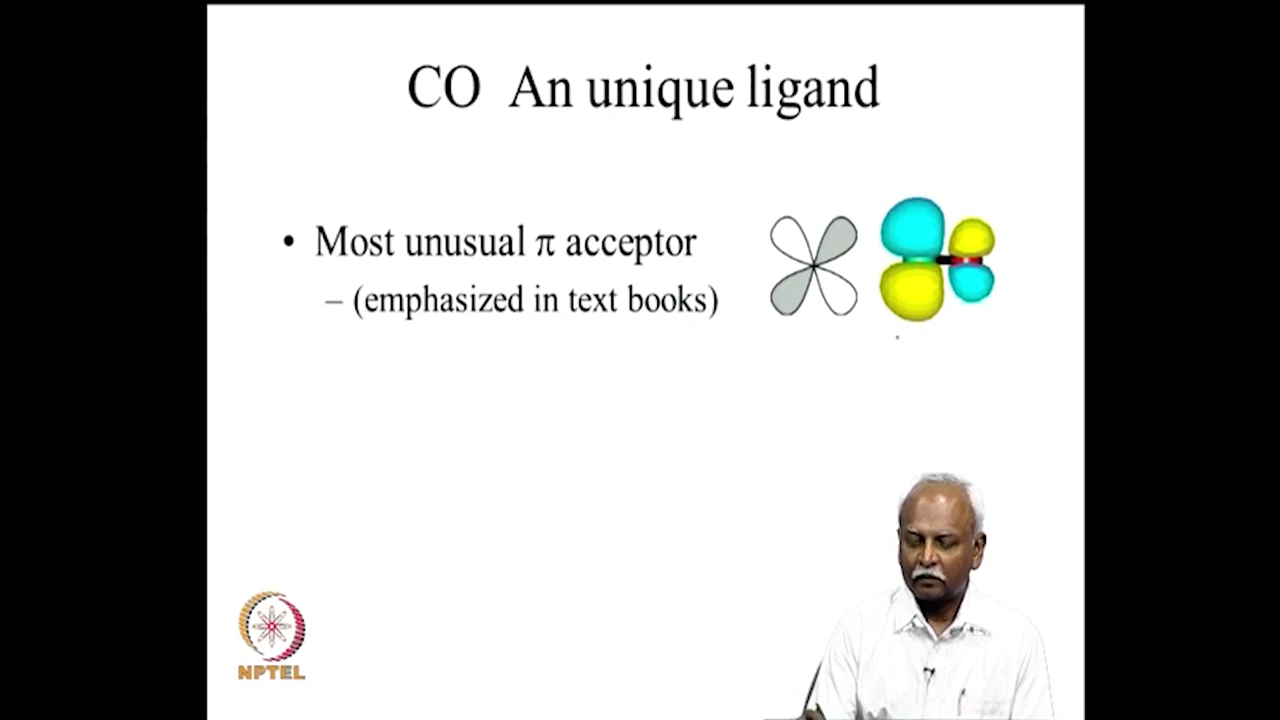 CO An unique ligand
• Most unusual π acceptor
– (emphasized in text books)
NPTEL